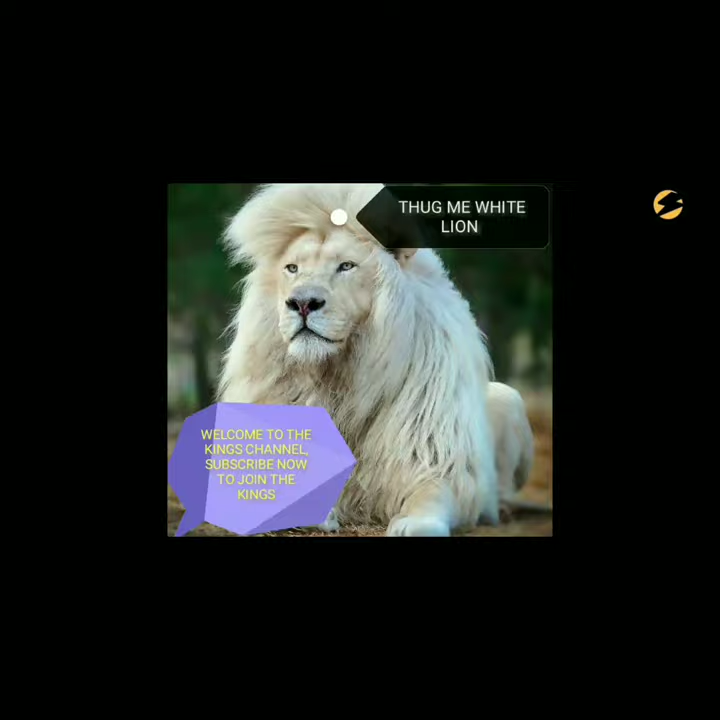 THUG ME WHITE
LION
WELCOME TO THE
KINGS CHANNEL,
SUBSCRIBE NOW
TO JOIN THE
KINGS